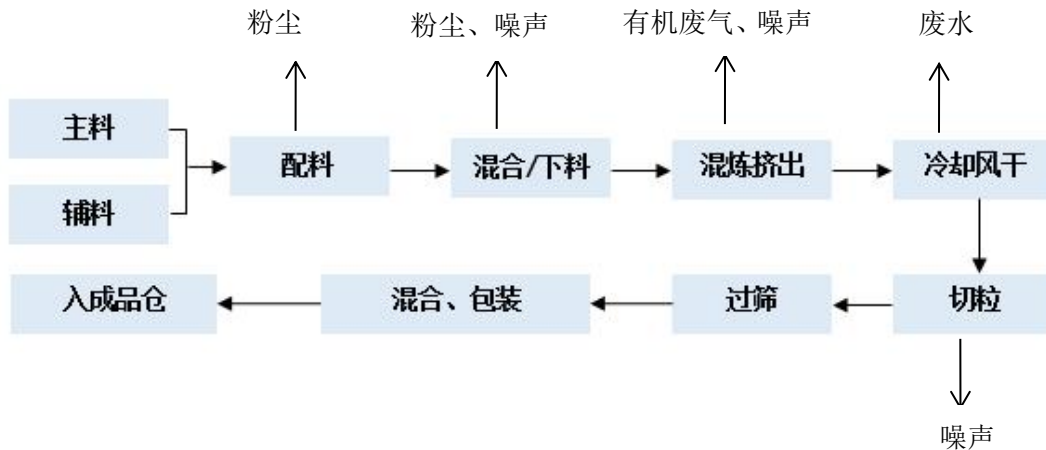 粉尘
粉尘、噪声
有机废气、噪声
废水
主料
辅料
配料
混合/下料
混炼挤出
冷却风干
入成品仓
混合、包装
过筛
切粒
噪声